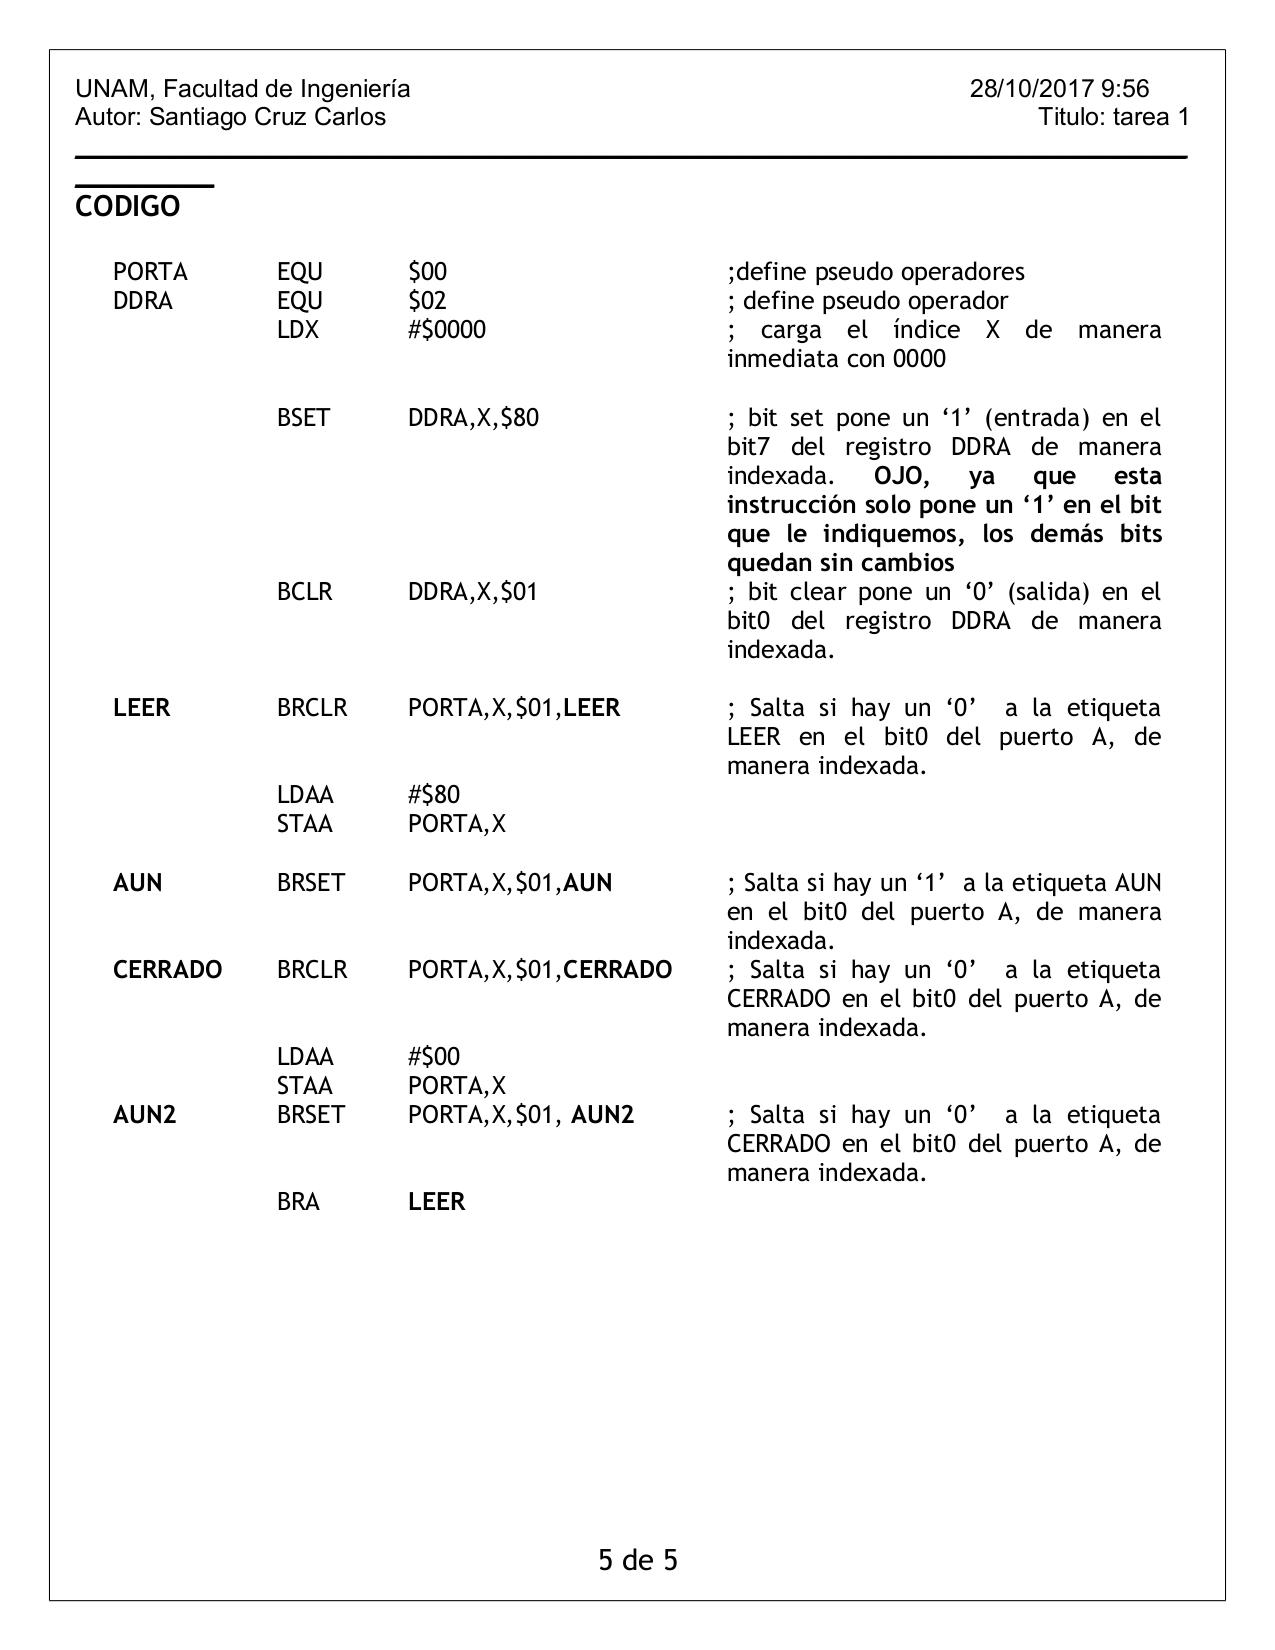 UNAM, Facultad de Ingeniería 28/10/2017 9:56
Autor: Santiago Cruz Carlos Titulo: tarea 1
CODIGO
PORTA EQU $00 ;define pseudo operadores
DDRA EQU $02 ; define pseudo operador
LDX #$0000 ; carga el índice X de manera
inmediata con 0000
BSET DDRA,X,$80 ; bit set pone un ‘1’ (entrada) en el
bit7 del registro DDRA de manera
indexada. OJO, ya que esta
instrucción solo pone un ‘1’ en el bit
que le indiquemos, los demás bits
quedan sin cambios
BCLR DDRA,X,$01 ; bit clear pone un ‘0’ (salida) en el
bit0 del registro DDRA de manera
indexada.
LEER BRCLR PORTA,X,$01,LEER ; Salta si hay un ‘0’ a la etiqueta
LEER en el bit0 del puerto A, de
manera indexada.
LDAA #$80
STAA PORTA,X
AUN BRSET PORTA,X,$01,AUN ; Salta si hay un ‘1’ a la etiqueta AUN
en el bit0 del puerto A, de manera
indexada.
CERRADO BRCLR PORTA,X,$01,CERRADO ; Salta si hay un ‘0’ a la etiqueta
CERRADO en el bit0 del puerto A, de
manera indexada.
LDAA #$00
STAA PORTA,X
AUN2 BRSET PORTA,X,$01, AUN2 ; Salta si hay un ‘0’ a la etiqueta
CERRADO en el bit0 del puerto A, de
manera indexada.
BRA LEER
5 de 5